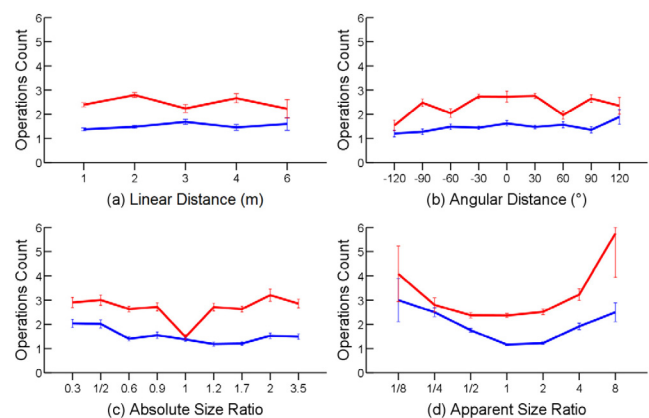 6
5
4
3
2
1
0
Operations Count
1 2 3 4 6
(a) Linear Distance (m)
6
5
4
3
2
1
0
Operations Count
-120 -90 -60 -30 0 30 60 90 120
(b) Angular Distance (°)
6
5
4
3
2
1
0
Operations Count
0.3 1/2 0.6 0.9 1 1.2 1.7 2 3.5
(c) Absolute Size Ratio
6
5
4
3
2
1
0
Operations Count
1/8 1/4 1/2 1 2 4 8
(d) Apparent Size Ratio